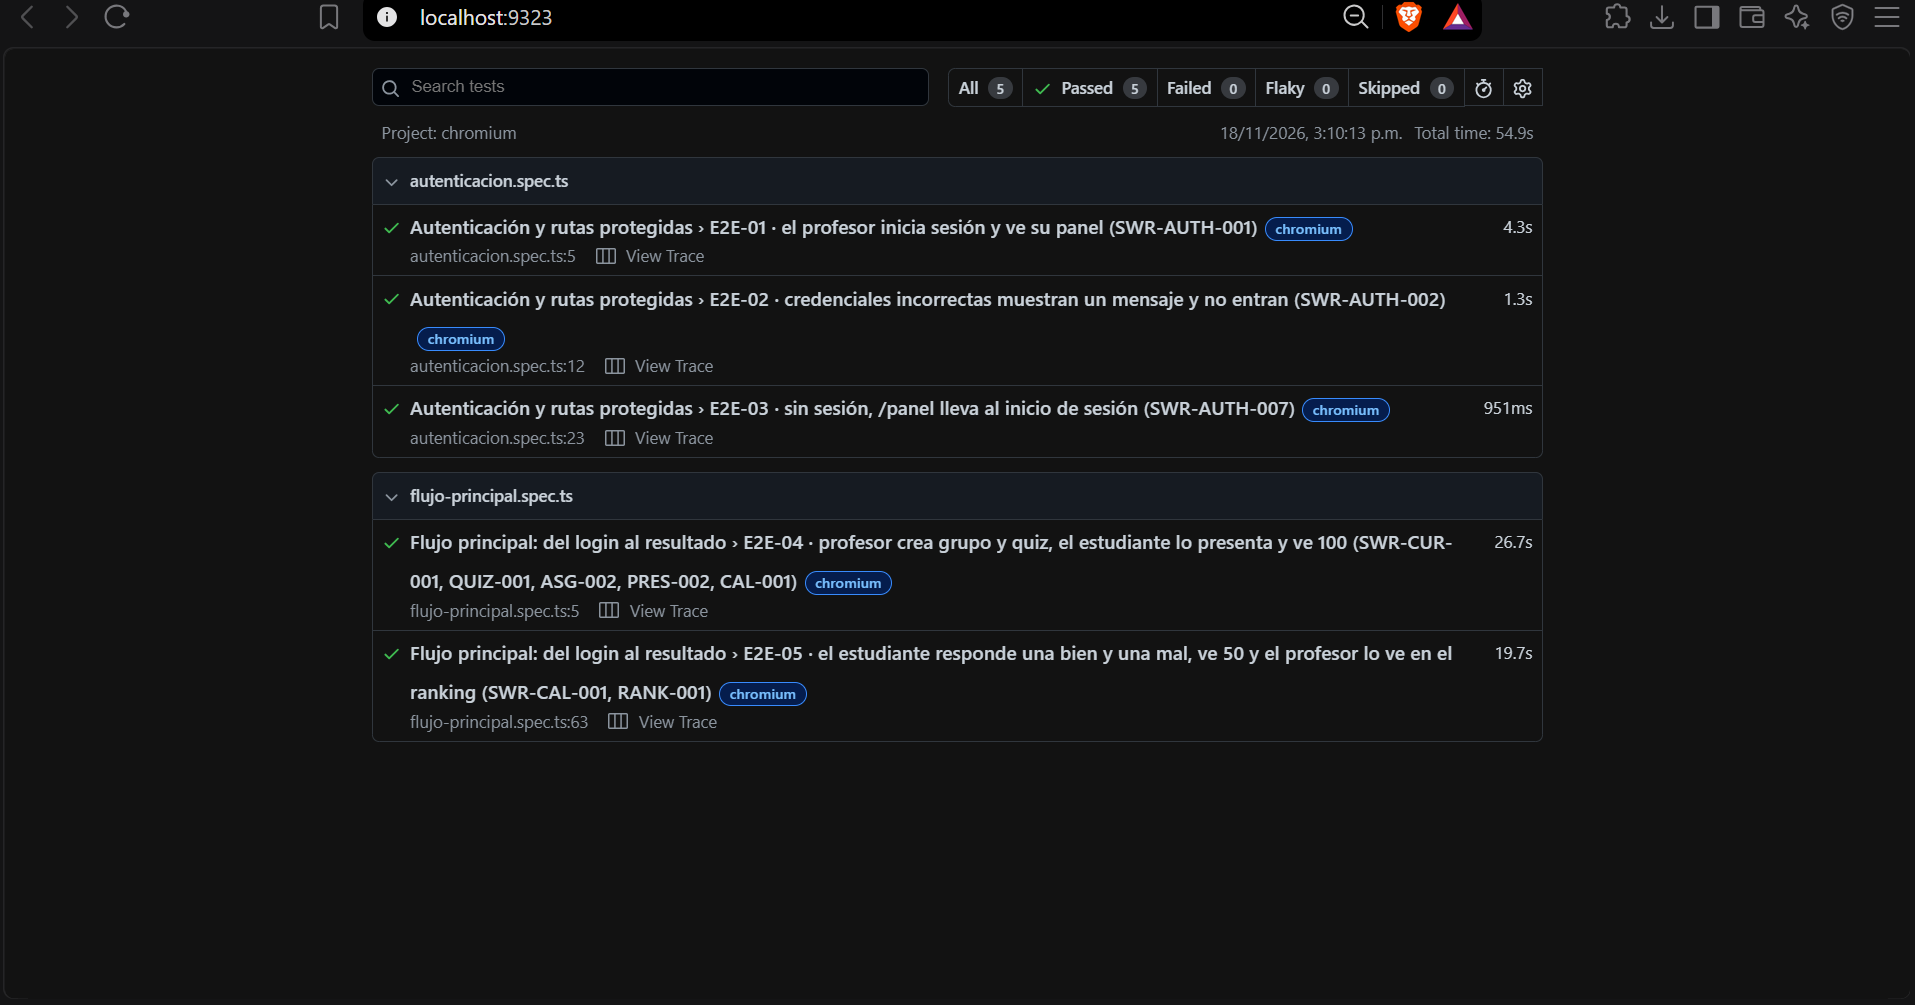 localhost:9323
Search tests
All 5 Passed 5 Failed 0 Flaky 0 Skipped 0
Project: chromium
18/11/2026, 3:10:13 p.m. Total time: 54.9s
autenticacion.spec.ts
Autenticación y rutas protegidas › E2E-01 · el profesor inicia sesión y ve su panel (SWR-AUTH-001) chromium 4.3s
autenticacion.spec.ts:5 View Trace
Autenticación y rutas protegidas › E2E-02 · credenciales incorrectas muestran un mensaje y no entran (SWR-AUTH-002) 1.3s
chromium
autenticacion.spec.ts:12 View Trace
Autenticación y rutas protegidas › E2E-03 · sin sesión, /panel lleva al inicio de sesión (SWR-AUTH-007) chromium 951ms
autenticacion.spec.ts:23 View Trace
flujo-principal.spec.ts
Flujo principal: del login al resultado › E2E-04 · profesor crea grupo y quiz, el estudiante lo presenta y ve 100 (SWR-CUR- 26.7s
001, QUIZ-001, ASG-002, PRES-002, CAL-001) chromium
flujo-principal.spec.ts:5 View Trace
Flujo principal: del login al resultado › E2E-05 · el estudiante responde una bien y una mal, ve 50 y el profesor lo ve en el 19.7s
ranking (SWR-CAL-001, RANK-001) chromium
flujo-principal.spec.ts:63 View Trace